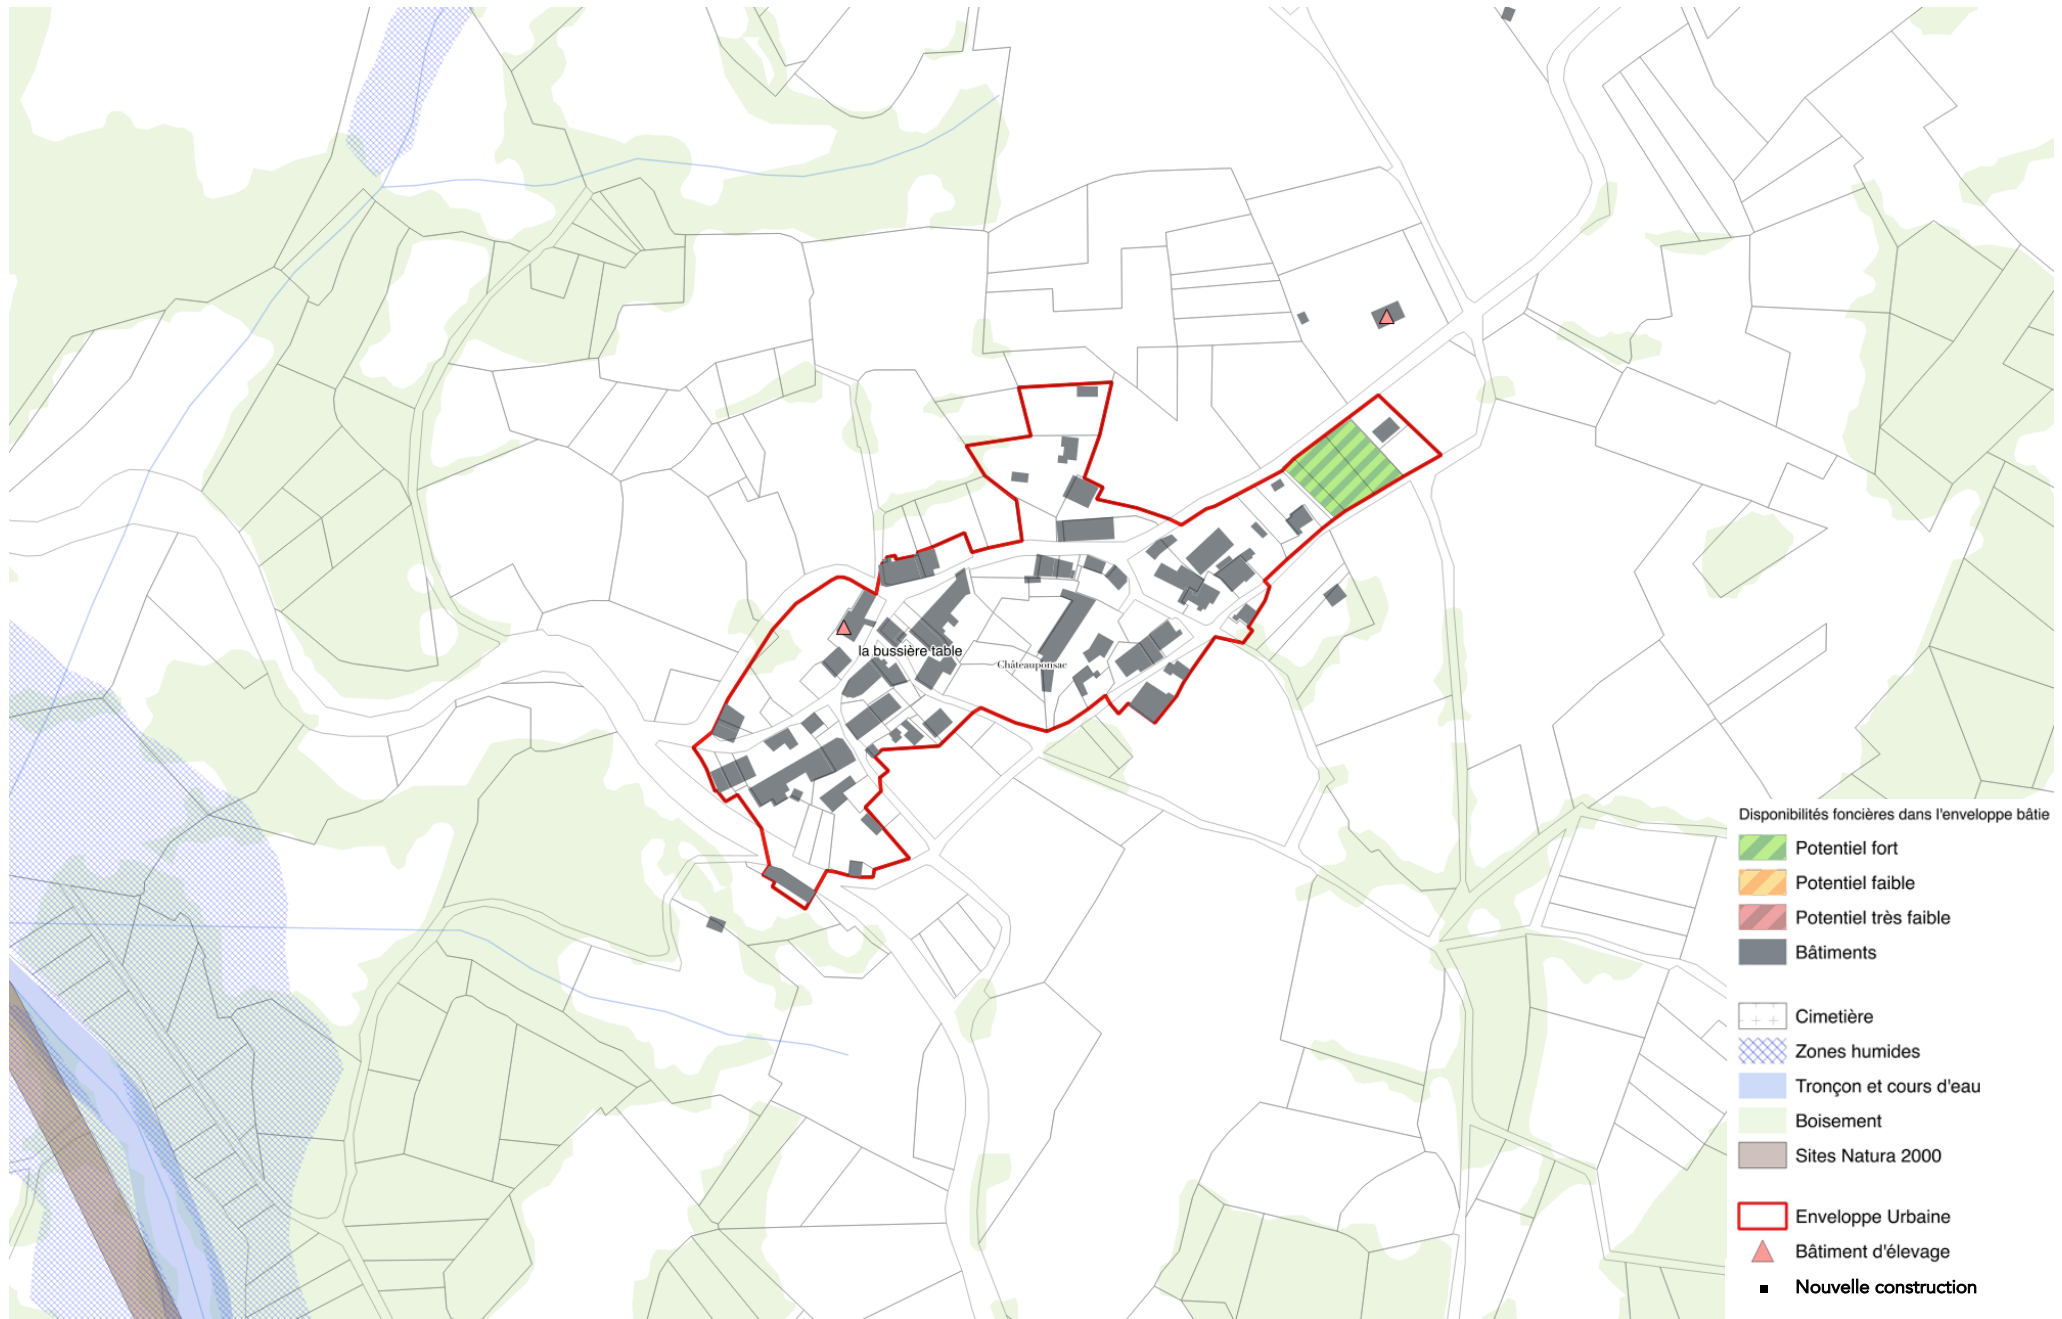 la bussière table
Châteauponsac
Disponibilités foncières dans l'enveloppe bâtie
Potentiel fort
Potentiel faible
Potentiel très faible
Bâtiments
Cimetière
Zones humides
Tronçon et cours d'eau
Boisement
Sites Natura 2000
Enveloppe Urbaine
Bâtiment d'élevage
Nouvelle construction